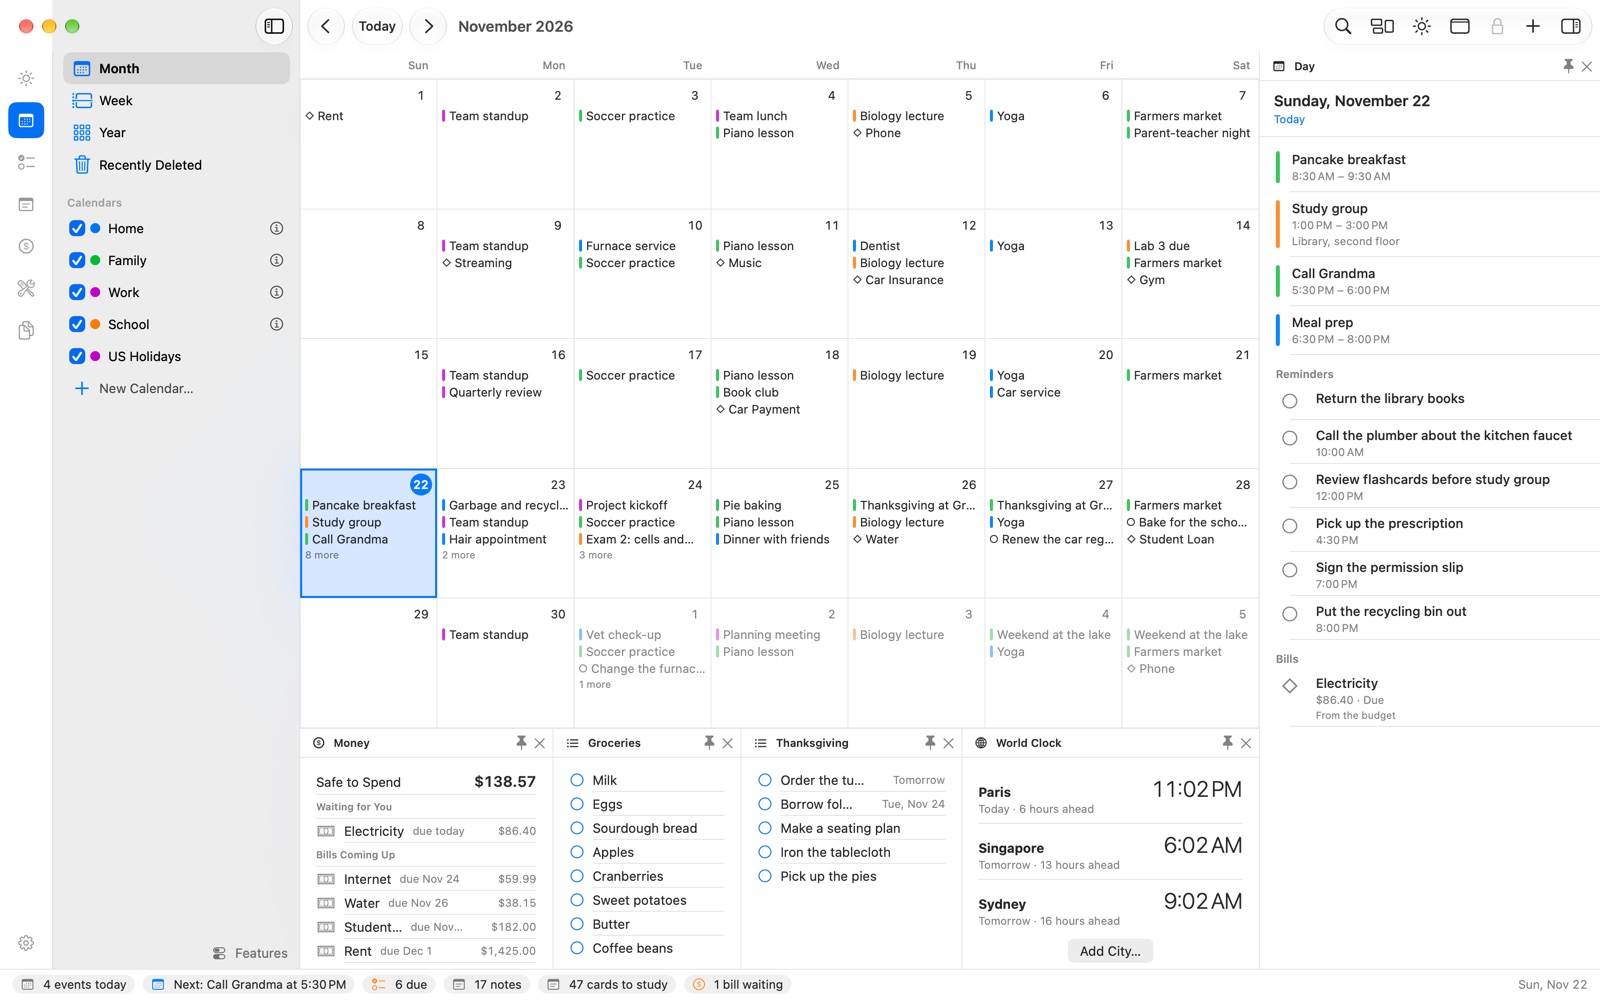 Today
November 2026
Month
Week
Year
Recently Deleted
Calendars
Home
Family
Work
School
US Holidays
New Calendar...
Features
Sun Mon Tue Wed Thu Fri Sat
1
Rent
2
Team standup
3
Soccer practice
4
Team lunch
Piano lesson
5
Biology lecture
Phone
6
Yoga
7
Farmers market
Parent-teacher night
8
9
Team standup
Streaming
10
Furnace service
Soccer practice
11
Piano lesson
Music
12
Dentist
Biology lecture
Car Insurance
13
Yoga
14
Lab 3 due
Farmers market
Gym
15
16
Team standup
Quarterly review
17
Soccer practice
18
Piano lesson
Book club
Car Payment
19
Biology lecture
20
Yoga
Car service
21
Farmers market
22
Pancake breakfast
Study group
Call Grandma
8 more
23
Garbage and recycl...
Team standup
Hair appointment
2 more
24
Project kickoff
Soccer practice
Exam 2: cells and...
3 more
25
Pie baking
Piano lesson
Dinner with friends
26
Thanksgiving at Gr...
Biology lecture
Water
27
Thanksgiving at Gr...
Yoga
Renew the car reg...
28
Farmers market
Bake for the scho...
Student Loan
29
30
Team standup
1
Vet check-up
Soccer practice
Change the furnac...
1 more
2
Planning meeting
Piano lesson
3
Biology lecture
4
Weekend at the lake
Yoga
5
Weekend at the lake
Farmers market
Phone
Day
Sunday, November 22
Today
Pancake breakfast
8:30 AM – 9:30 AM
Study group
1:00 PM – 3:00 PM
Library, second floor
Call Grandma
5:30 PM – 6:00 PM
Meal prep
6:30 PM – 8:00 PM
Reminders
Return the library books
Call the plumber about the kitchen faucet
10:00 AM
Review flashcards before study group
12:00 PM
Pick up the prescription
4:30 PM
Sign the permission slip
7:00 PM
Put the recycling bin out
8:00 PM
Bills
Electricity
$86.40 · Due
From the budget
Money
Safe to Spend $138.57
Waiting for You
Electricity due today $86.40
Bills Coming Up
Internet due Nov 24 $59.99
Water due Nov 26 $38.15
Student... due Nov... $182.00
Rent due Dec 1 $1,425.00
Groceries
Milk
Eggs
Sourdough bread
Apples
Cranberries
Sweet potatoes
Butter
Coffee beans
Thanksgiving
Order the tu... Tomorrow
Borrow fol... Tue, Nov 24
Make a seating plan
Iron the tablecloth
Pick up the pies
World Clock
Paris 11:02 PM
Today · 6 hours ahead
Singapore 6:02 AM
Tomorrow · 13 hours ahead
Sydney 9:02 AM
Tomorrow · 16 hours ahead
Add City...
4 events today
Next: Call Grandma at 5:30 PM
6 due
17 notes
47 cards to study
1 bill waiting
Sun, Nov 22